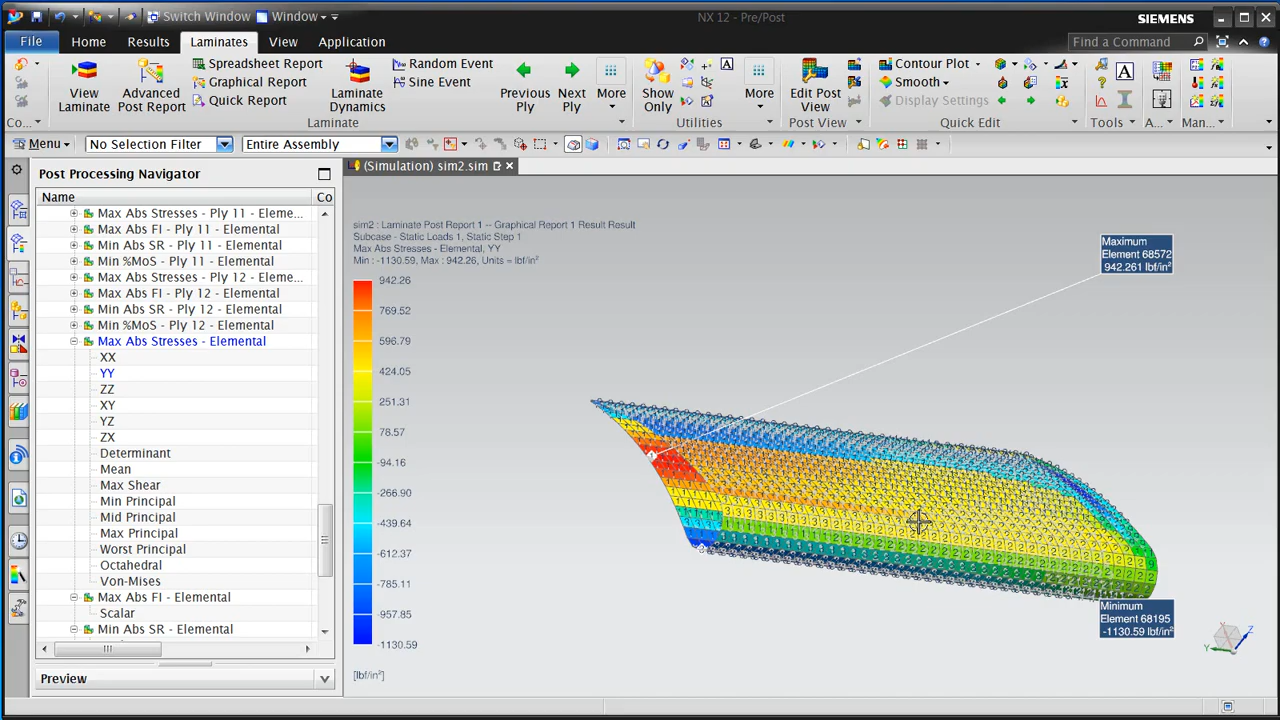 Switch Window
Window
NX 12 - Pre/Post
SIEMENS
File
Home
Results
Laminates
View
Application
Find a Command
View
Laminate
Advanced
Post Report
Spreadsheet Report
Graphical Report
Quick Report
Laminate
Dynamics
Random Event
Sine Event
Previous
Ply
Next
Ply
More
Show
Only
More
Edit Post
View
Contour Plot
Smooth
Display Settings
Co...
Laminate
Utilities
Post View
Quick Edit
Tools
A...
Man...
Menu
No Selection Filter
Entire Assembly
Post Processing Navigator
(Simulation) sim2.sim
Name
Co
Max Abs Stresses - Ply 11 - Eleme...
Max Abs FI - Ply 11 - Elemental
Min Abs SR - Ply 11 - Elemental
Min %MoS - Ply 11 - Elemental
Max Abs Stresses - Ply 12 - Eleme...
Max Abs FI - Ply 12 - Elemental
Min Abs SR - Ply 12 - Elemental
Min %MoS - Ply 12 - Elemental
Max Abs Stresses - Elemental
XX
YY
ZZ
XY
YZ
ZX
Determinant
Mean
Max Shear
Min Principal
Mid Principal
Max Principal
Worst Principal
Octahedral
Von-Mises
Max Abs FI - Elemental
Scalar
Min Abs SR - Elemental
Preview
sim2 : Laminate Post Report 1 -- Graphical Report 1 Result Result
Subcase - Static Loads 1, Static Step 1
Max Abs Stresses - Elemental, YY
Min : -1130.59, Max : 942.26, Units = lbf/in²
942.26
769.52
596.79
424.05
251.31
78.57
-94.16
-266.90
-439.64
-612.37
-785.11
-957.85
-1130.59
[lbf/in²]
Maximum
Element 68572
942.261 lbf/in²
Minimum
Element 68195
-1130.59 lbf/in²
Y
Z